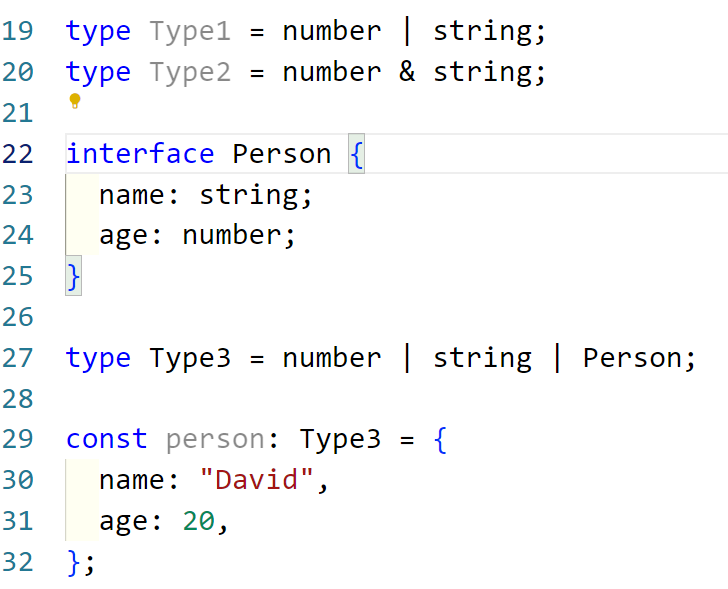 19 type Type1 = number | string;
20 type Type2 = number & string;
21
22 interface Person {
23   name: string;
24   age: number;
25 }
26
27 type Type3 = number | string | Person;
28
29 const person: Type3 = {
30   name: "David",
31   age: 20,
32 };